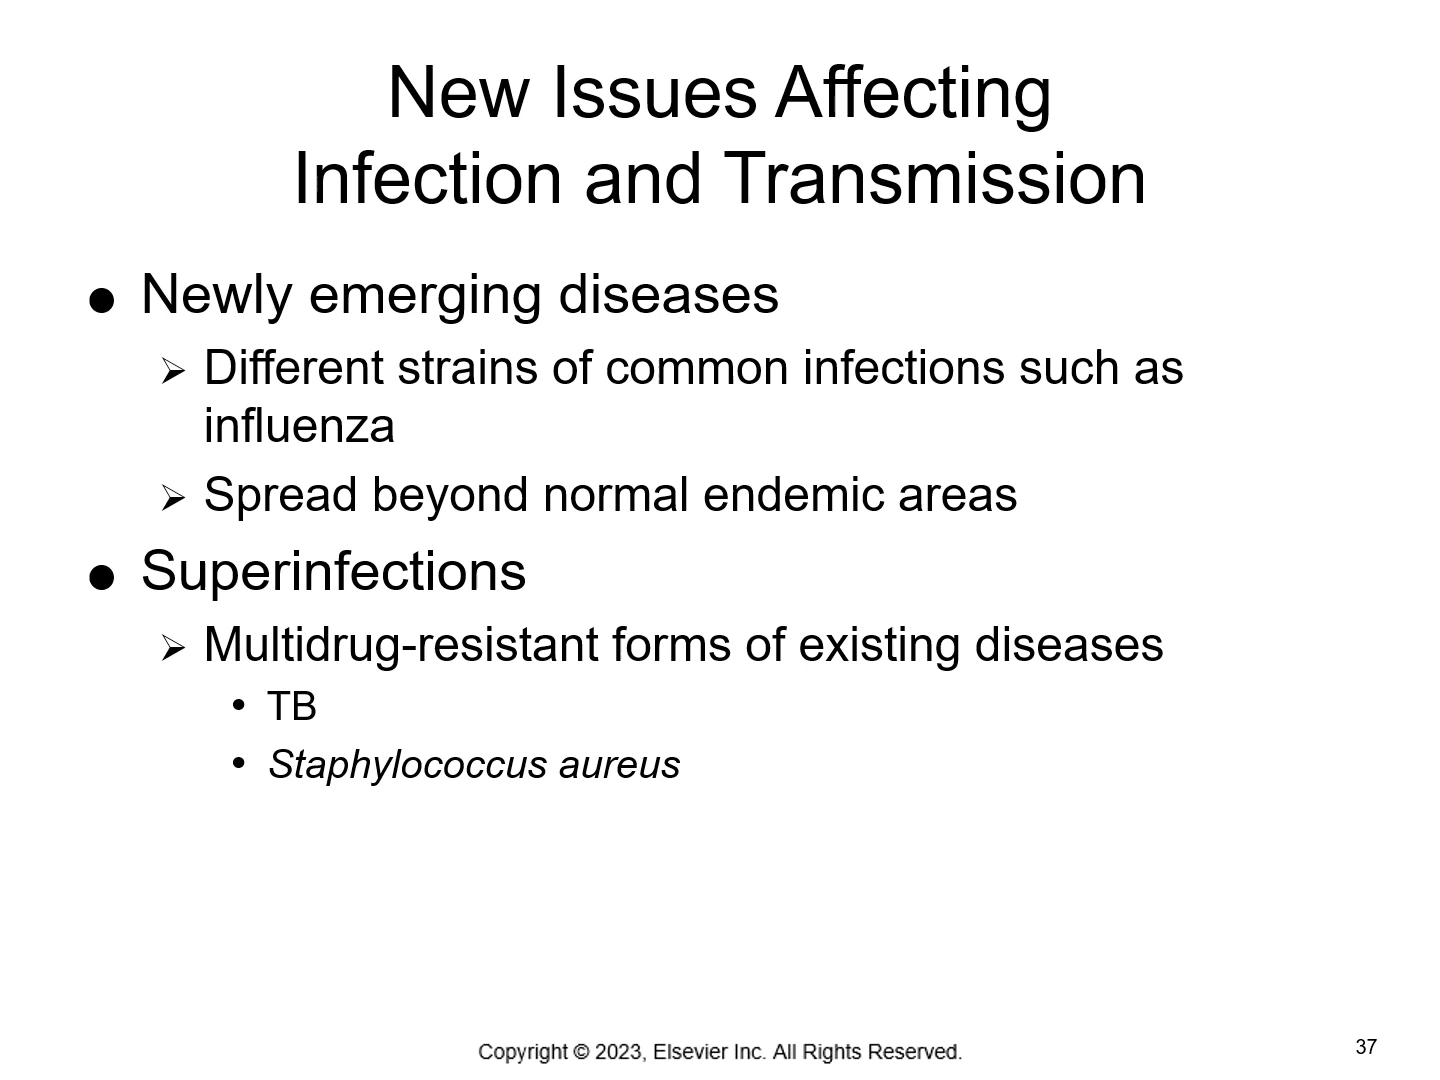 New Issues Affecting
Infection and Transmission
● Newly emerging diseases
➢ Different strains of common infections such as
influenza
➢ Spread beyond normal endemic areas
● Superinfections
➢ Multidrug-resistant forms of existing diseases
• TB
• Staphylococcus aureus
Copyright © 2023, Elsevier Inc. All Rights Reserved.
37